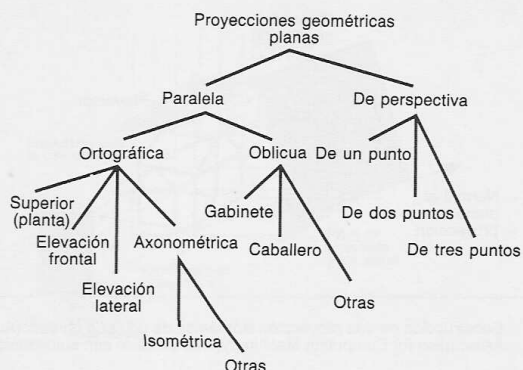 Proyecciones geométricas
planas
Paralela
De perspectiva
Ortográfica
Oblicua
De un punto
Superior
(planta)
Gabinete
De dos puntos
Elevación
frontal
Axonométrica
Caballero
De tres puntos
Elevación
lateral
Otras
Isométrica
Otras